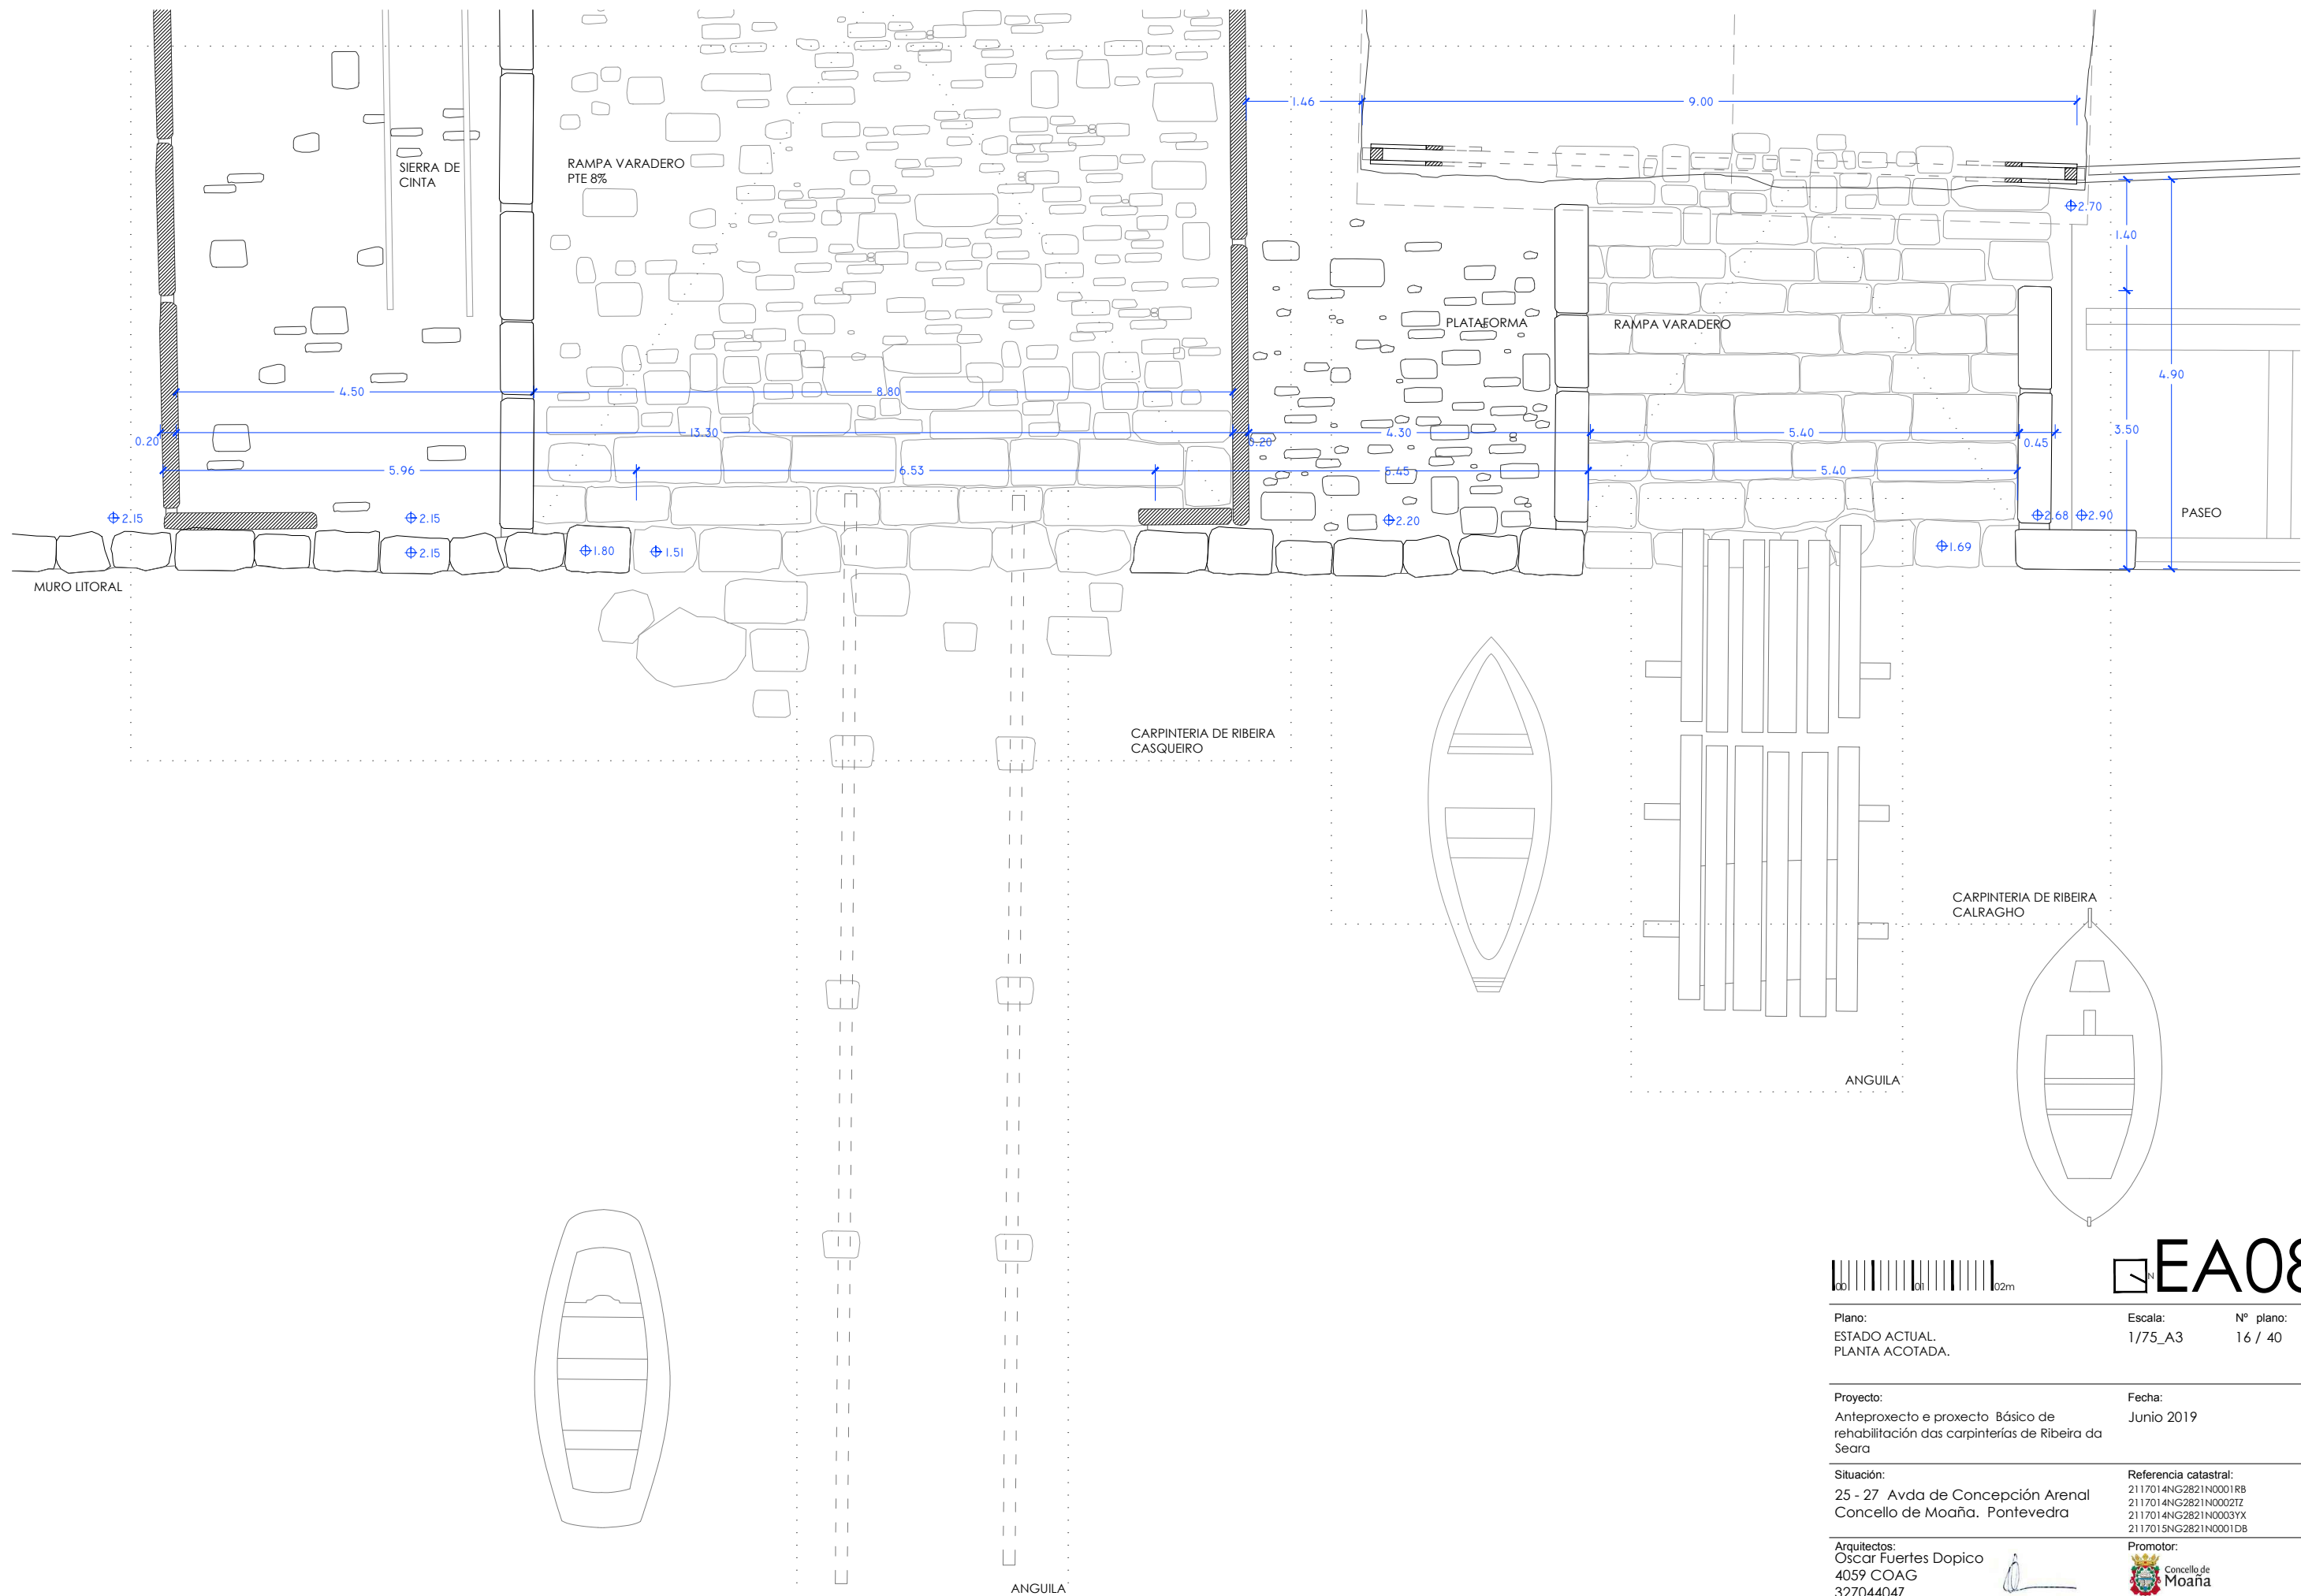 1.46
9.00
SIERRA DE
CINTA
RAMPA VARADERO
PTE 8%
2.70
1.40
PLATAFORMA
RAMPA VARADERO
4.90
4.50
8.80
0.20
13.30
0.20
4.30
5.40
0.45
3.50
5.96
6.53
5.45
5.40
2.15
2.15
2.20
2.68
2.90
PASEO
2.15
1.80
1.51
1.69
MURO LITORAL
CARPINTERIA DE RIBEIRA
CASQUEIRO
CARPINTERIA DE RIBEIRA
CALRAGHO
ANGUILA
ANGUILA
00 01 02m
N
EA08
Plano:
ESTADO ACTUAL.
PLANTA ACOTADA.
Escala:
1/75_A3
Nº plano:
16 / 40
Proyecto:
Anteproxecto e proxecto Básico de
rehabilitación das carpinterías de Ribeira da
Seara
Fecha:
Junio 2019
Situación:
25 - 27 Avda de Concepción Arenal
Concello de Moaña. Pontevedra
Referencia catastral:
2117014NG2821N0001RB
2117014NG2821N0002TZ
2117014NG2821N0003YX
2117015NG2821N0001DB
Arquitectos:
Oscar Fuertes Dopico
4059 COAG
327044047
Promotor:
Concello de
Moaña